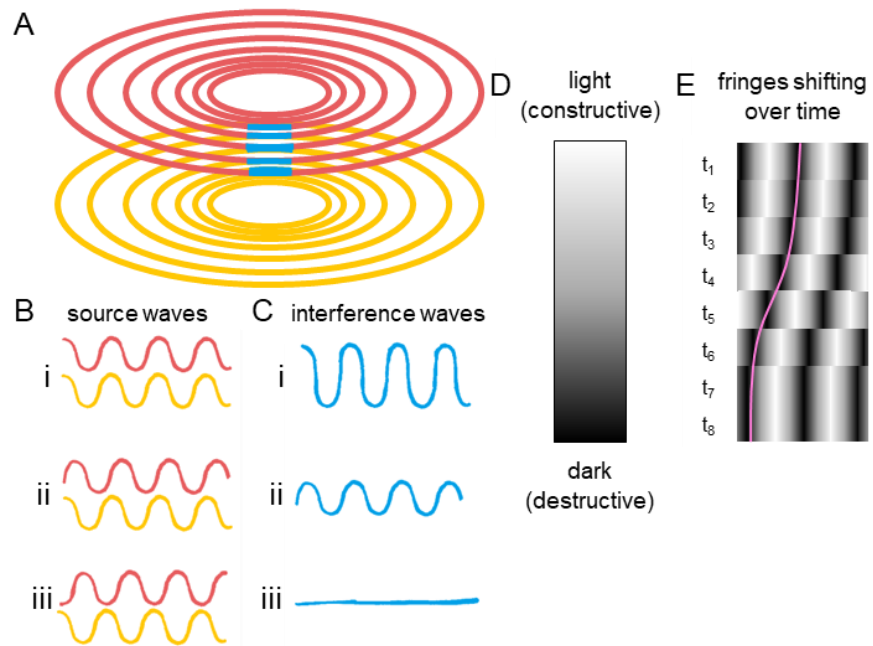 A
B
source waves
i
ii
iii
C
interference waves
i
ii
iii
D
light
(constructive)
dark
(destructive)
E
fringes shifting
over time
t₁
t₂
t₃
t₄
t₅
t₆
t₇
t₈